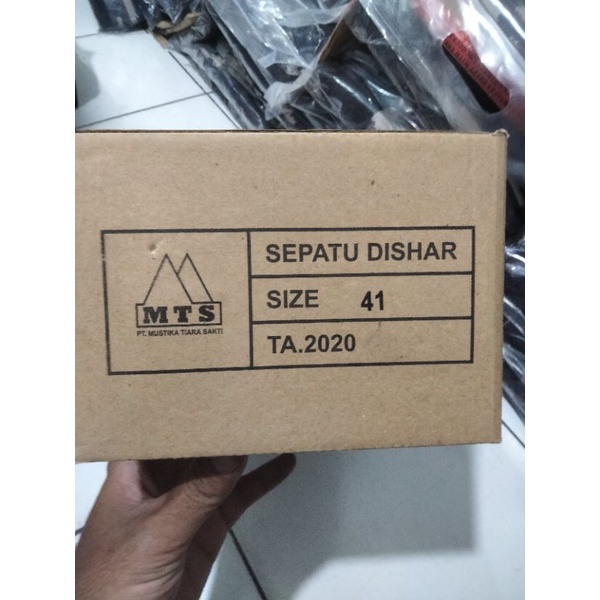 MTS
PT. MUSTIKA TIARA SAKTI
SEPATU DISHAR
SIZE 41
TA.2020